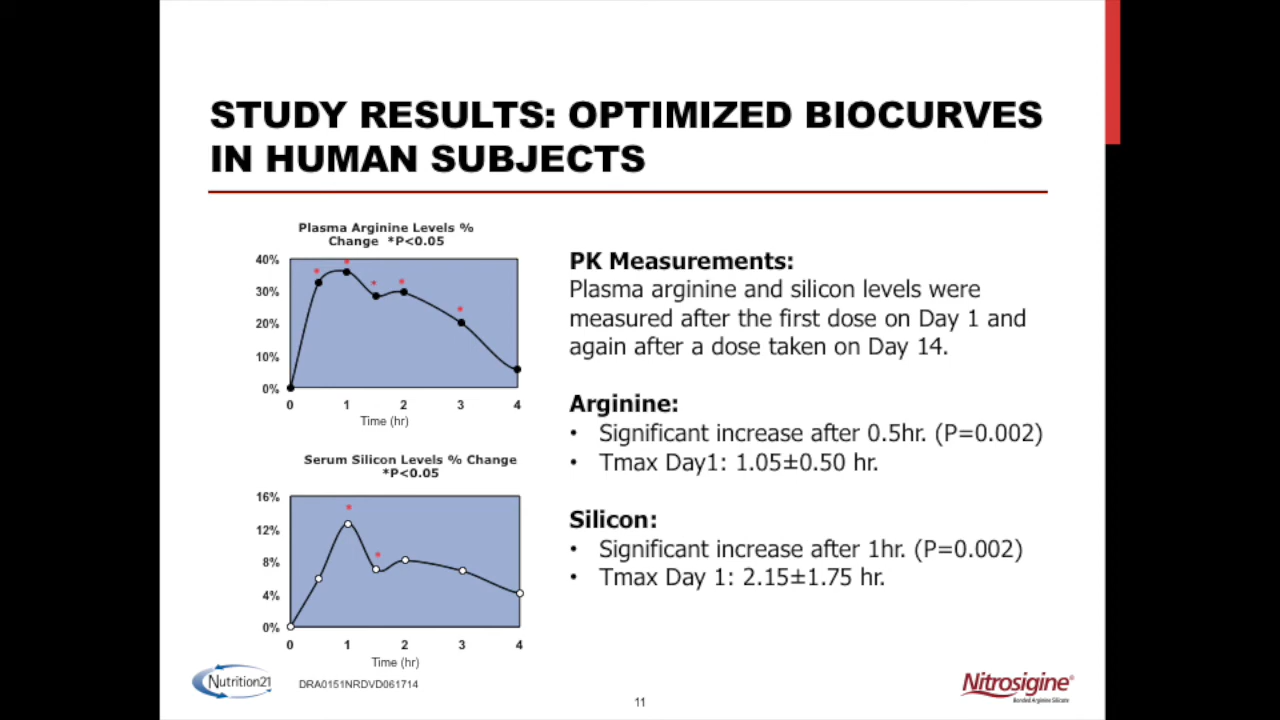 STUDY RESULTS: OPTIMIZED BIOCURVES
IN HUMAN SUBJECTS
Plasma Arginine Levels %
Change *P<0.05
40%
30%
20%
10%
0%
0 1 2 3 4
Time (hr)
Serum Silicon Levels % Change
*P<0.05
16%
12%
8%
4%
0%
0 1 2 3 4
Time (hr)
PK Measurements:
Plasma arginine and silicon levels were
measured after the first dose on Day 1 and
again after a dose taken on Day 14.
Arginine:
• Significant increase after 0.5hr. (P=0.002)
• Tmax Day1: 1.05±0.50 hr.
Silicon:
• Significant increase after 1hr. (P=0.002)
• Tmax Day 1: 2.15±1.75 hr.
Nutrition21
DRA0151NRDVD061714
11
Nitrosigine®
Bonded Arginine Silicate